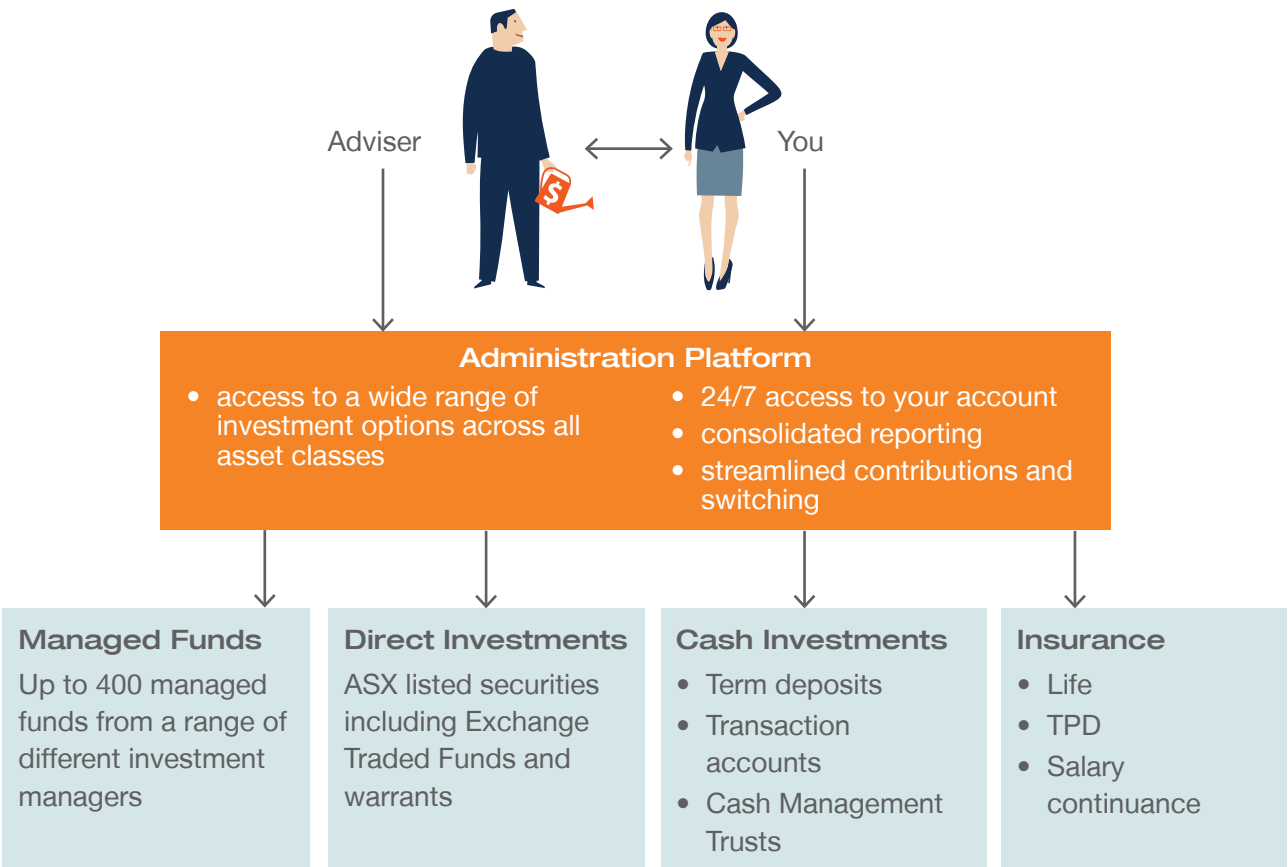 Adviser
You
$
Administration Platform
• access to a wide range of
investment options across all
asset classes
• 24/7 access to your account
• consolidated reporting
• streamlined contributions and
switching
Managed Funds
Up to 400 managed
funds from a range of
different investment
managers
Direct Investments
ASX listed securities
including Exchange
Traded Funds and
warrants
Cash Investments
• Term deposits
• Transaction
accounts
• Cash Management
Trusts
Insurance
• Life
• TPD
• Salary
continuance